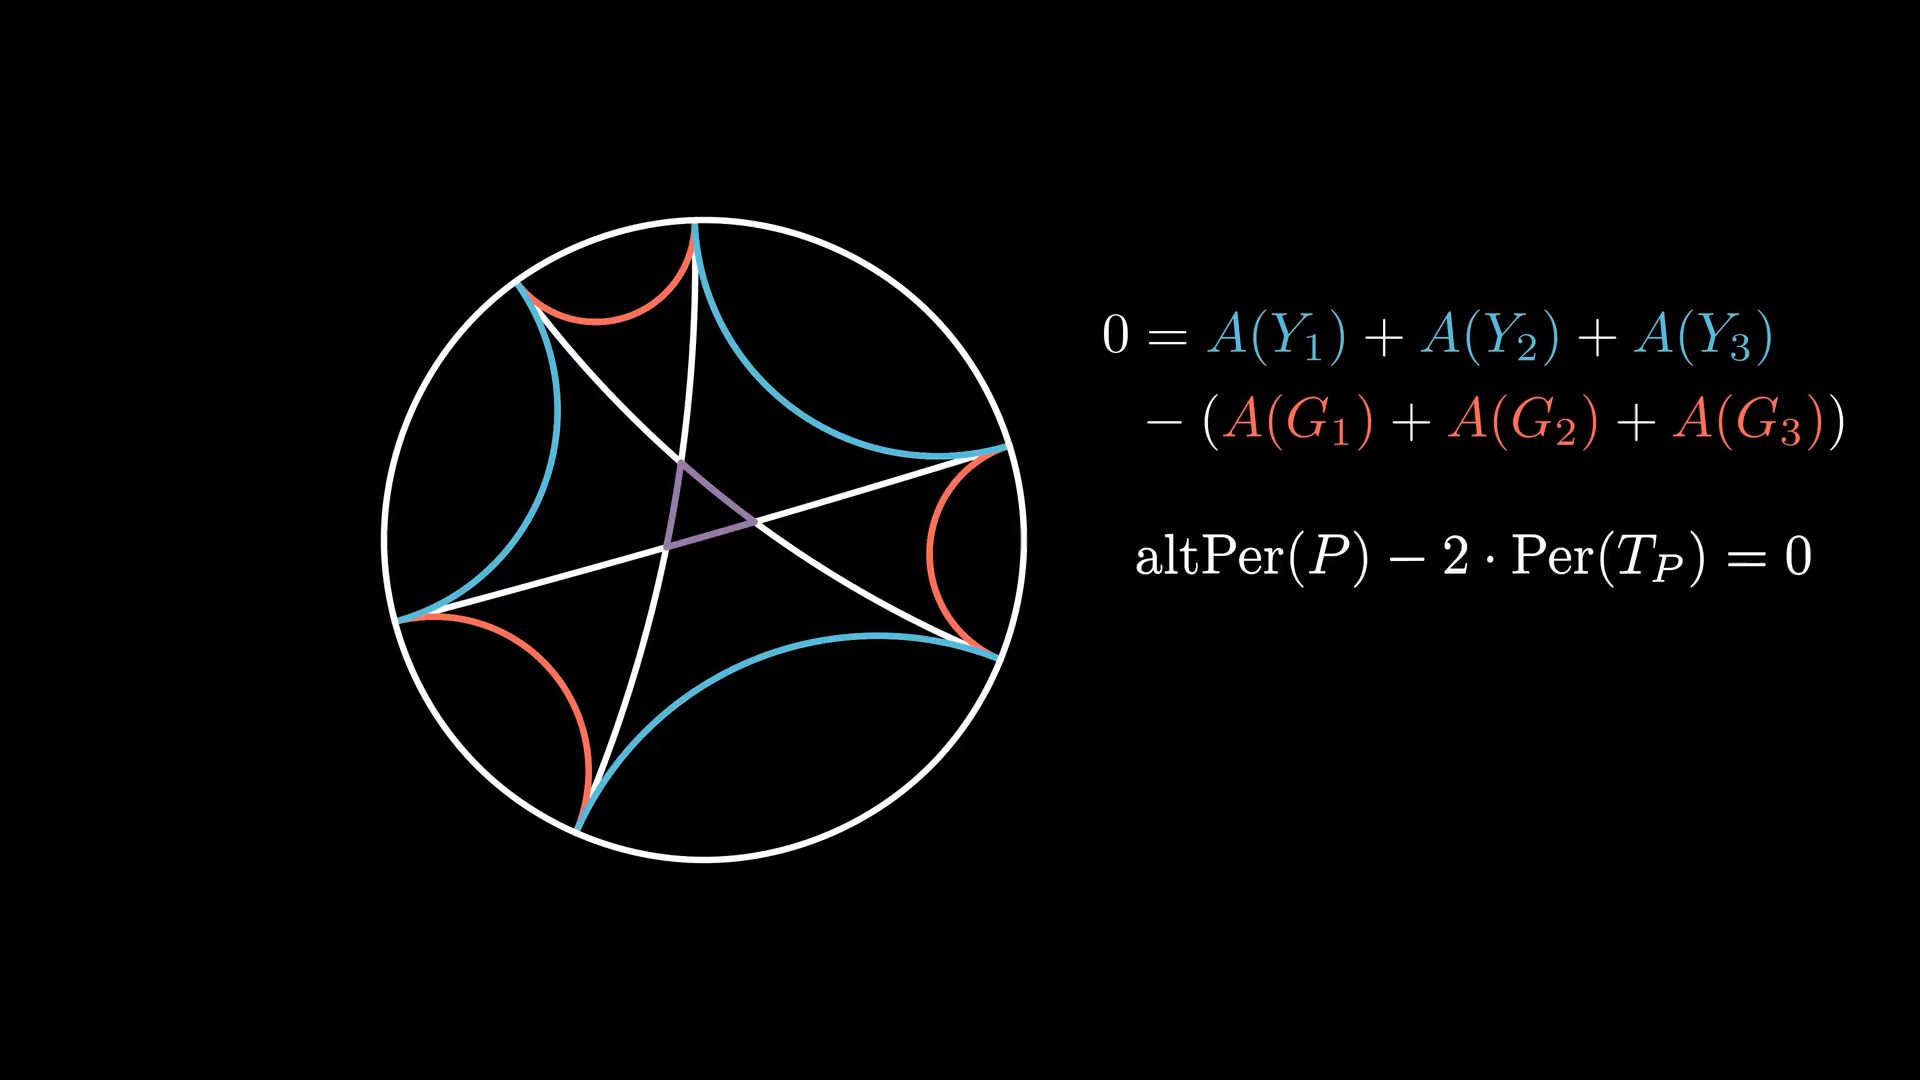 0 = A(Y₁) + A(Y₂) + A(Y₃)
− (A(G₁) + A(G₂) + A(G₃))
altPer(P) − 2 · Per(T_P) = 0